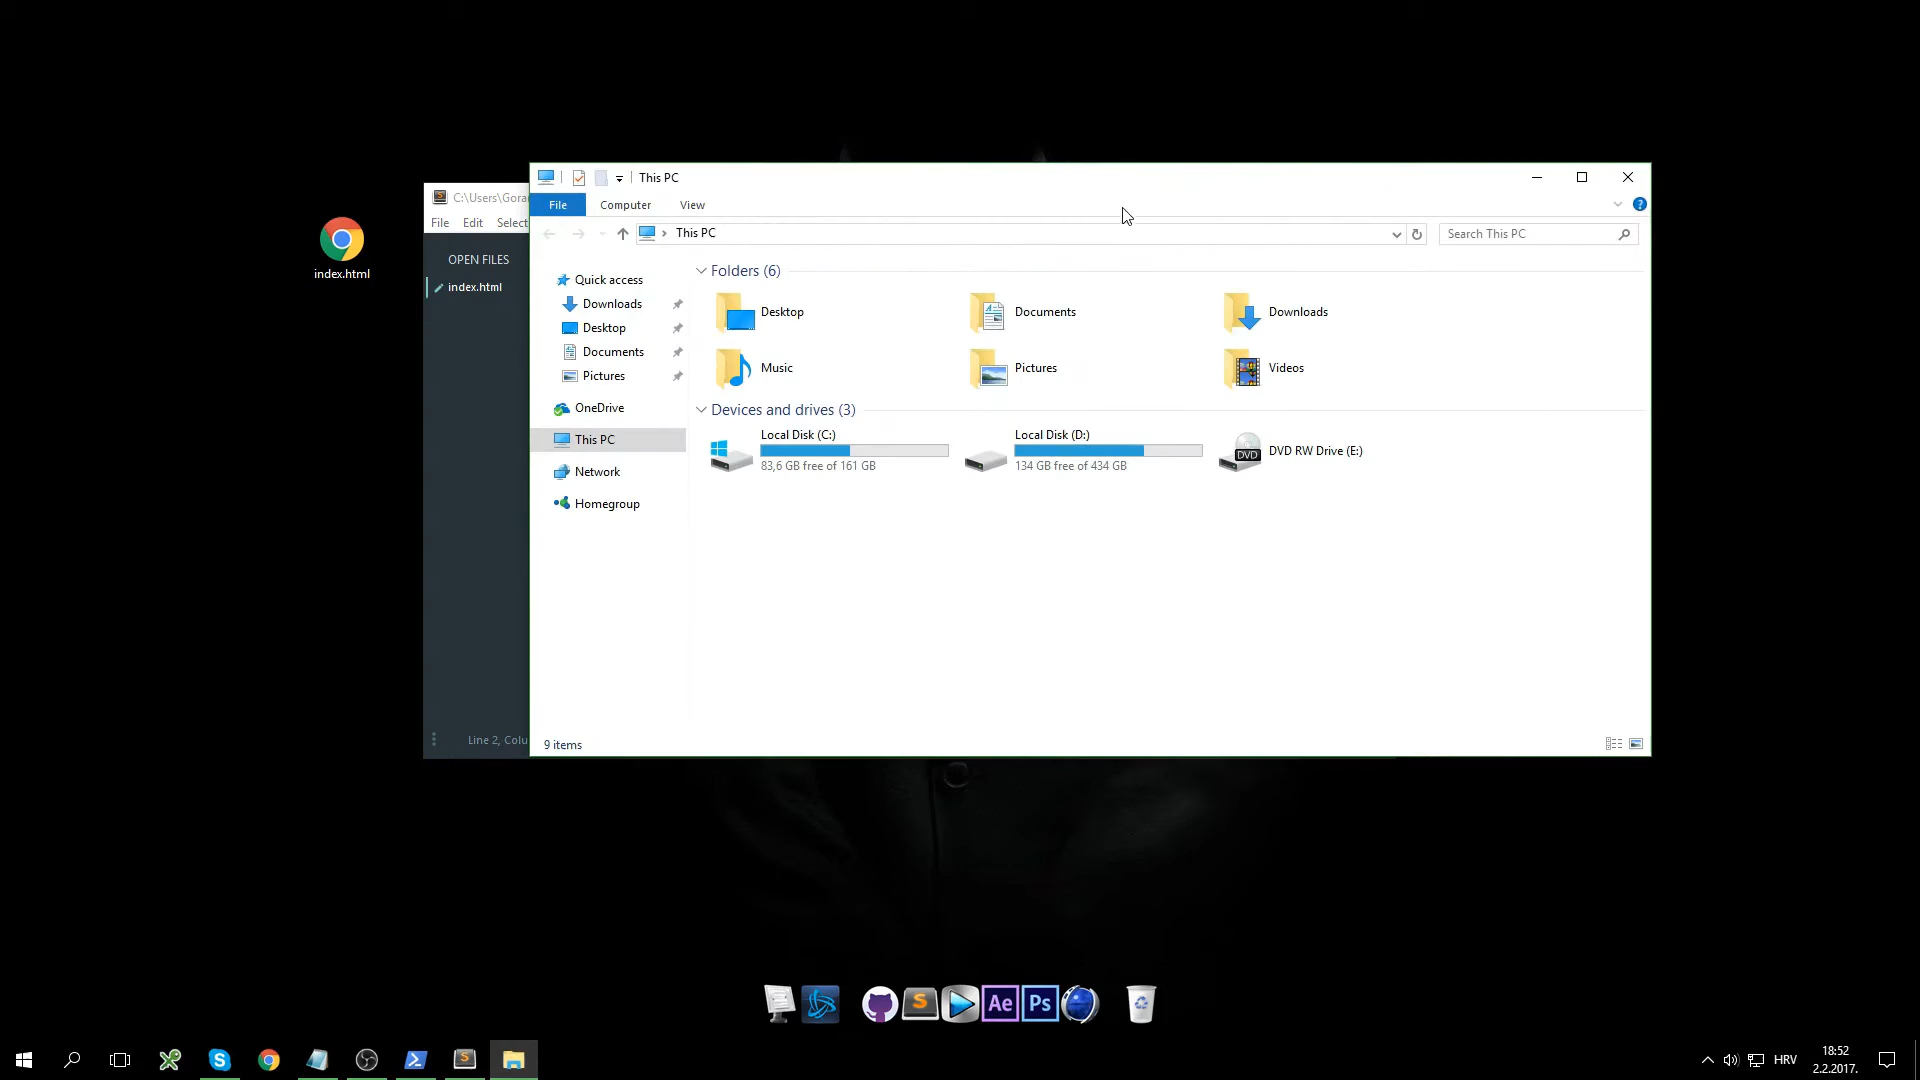 index.html
C:\Users\Gora
File Edit Select
OPEN FILES
index.html
Line 2, Colu
This PC
File Computer View
This PC
Search This PC
Quick access
Downloads
Desktop
Documents
Pictures
OneDrive
This PC
Network
Homegroup
Folders (6)
Desktop
Documents
Downloads
Music
Pictures
Videos
Devices and drives (3)
Local Disk (C:)
83,6 GB free of 161 GB
Local Disk (D:)
134 GB free of 434 GB
DVD
DVD RW Drive (E:)
9 items
S
Ae
Ps
S
S
HRV
18:52
2.2.2017.